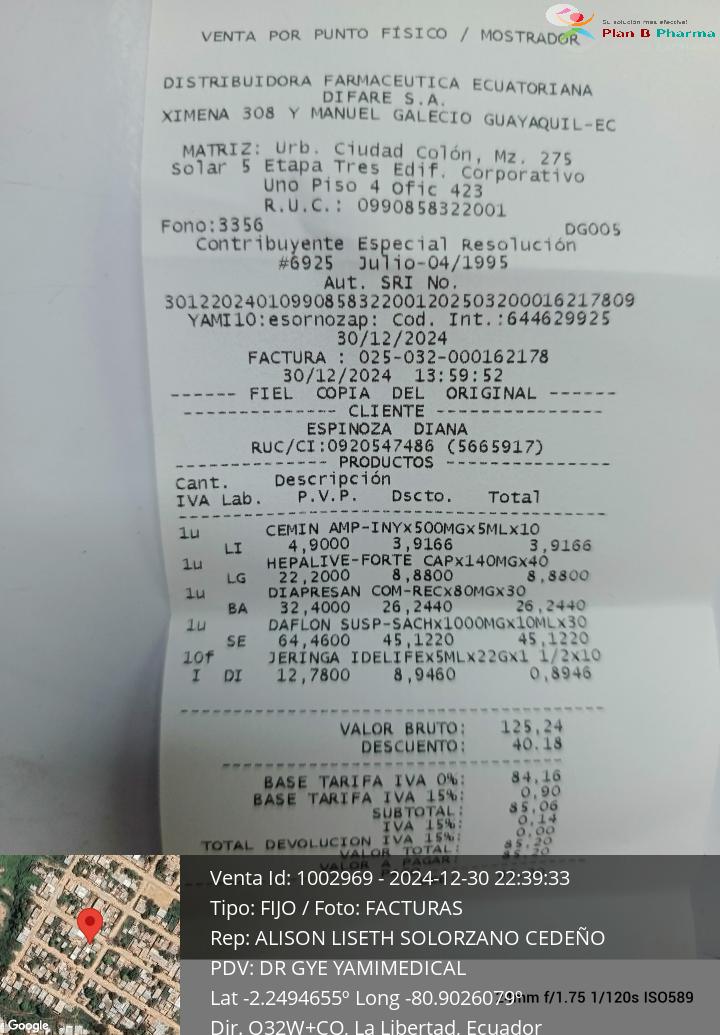 Su solución más efectiva!
Plan B Pharma
VENTA POR PUNTO FÍSICO / MOSTRADOR
DISTRIBUIDORA FARMACEUTICA ECUATORIANA
DIFARE S.A.
XIMENA 308 Y MANUEL GALECIO GUAYAQUIL-EC
MATRIZ: Urb. Ciudad Colón, Mz. 275
solar 5 Etapa Tres Edif. Corporativo
Uno Piso 4 Ofic 423
R.U.C.: 0990858322001
Fono:3356 DG005
Contribuyente Especial Resolución
#6925 Julio-04/1995
Aut. SRI No.
3012202401099085832200120250320001621 7809
YAMI10:esornozap: Cod. Int.:644629925
30/12/2024
FACTURA : 025-032-000162178
30/12/2024 13:59:52
------ FIEL COPIA DEL ORIGINAL ------
-------------- CLIENTE ---------------
ESPINOZA DIANA
RUC/CI:0920547486 (5665917)
-------------- PRODUCTOS ---------------
Cant. Descripción
IVA Lab. P.V.P. Dscto. Total
1u CEMIN AMP-INYx500MGx5MLx10
LI 4,9000 3,9166 3,9166
1u HEPALIVE-FORTE CAPx140MGx40
LG 22,2000 8,8800 8,8800
1u DIAPRESAN COM-RECx80MGx30
BA 32,4000 26,2440 26,2440
1u DAFLON SUSP-SACHx1000MGx10MLx30
SE 64,4600 45,1220 45,1220
10f JERINGA IDELIFEx5MLx22Gx1 1/2x10
I DI 12,7800 8,9460 0,8946
VALOR BRUTO: 125,24
DESCUENTO: 40.18
BASE TARIFA IVA 0%: 84,16
BASE TARIFA IVA 15%: 0,90
SUBTOTAL: 85,06
IVA 15%: 0,14
TOTAL DEVOLUCION IVA 15%: 0,00
VALOR TOTAL: 85,20
VALOR A PAGAR: 85,20
Venta Id: 1002969 - 2024-12-30 22:39:33
Tipo: FIJO / Foto: FACTURAS
Rep: ALISON LISETH SOLORZANO CEDEÑO
PDV: DR GYE YAMIMEDICAL
Lat -2.2494655º Long -80.9026079º mm f/1.75 1/120s ISO589
Dir. Q32W+CQ, La Libertad, Ecuador
Google